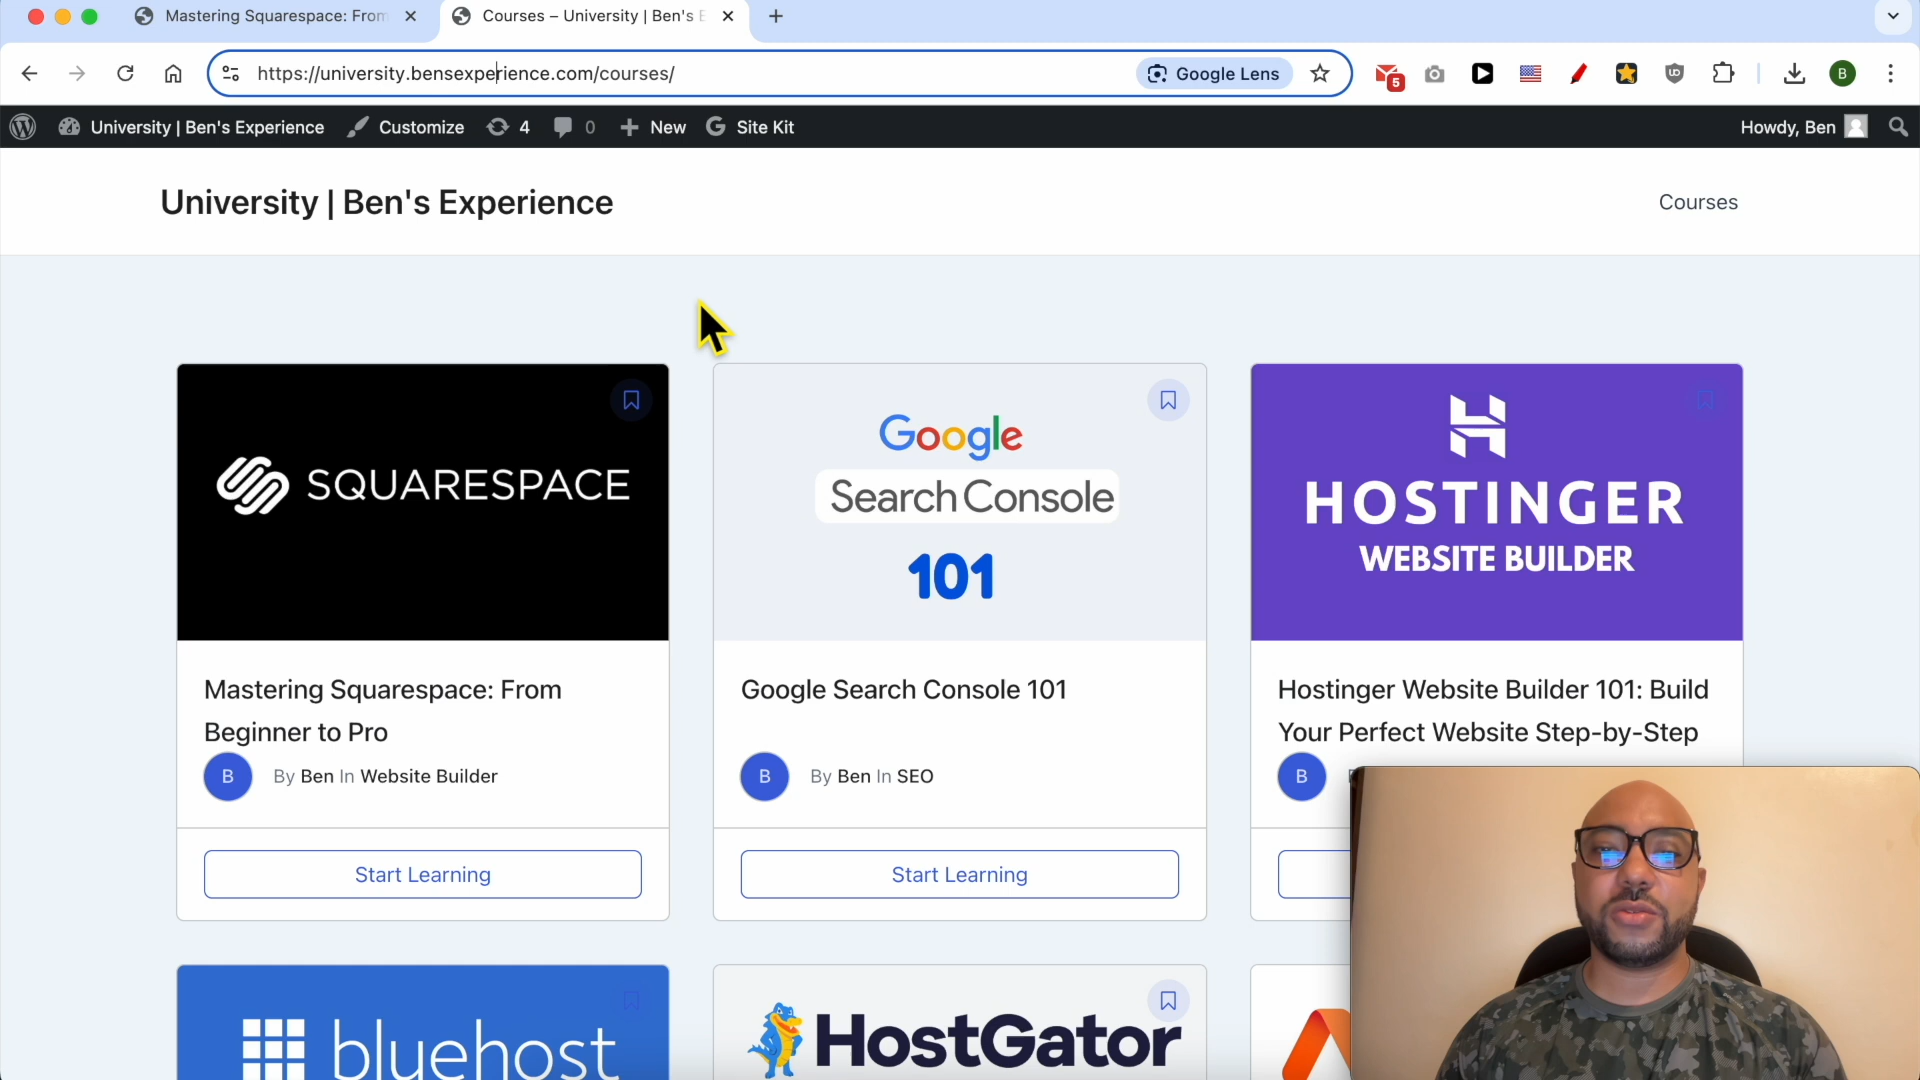 Mastering Squarespace: From
Courses – University | Ben's E
https://university.bensexperience.com/courses/
Google Lens
5
B
University | Ben's Experience
Customize
4
0
New
Site Kit
Howdy, Ben
University | Ben's Experience
Courses
SQUARESPACE
Google
Search Console
101
HOSTINGER
WEBSITE BUILDER
Mastering Squarespace: From
Beginner to Pro
B
By Ben In Website Builder
Start Learning
Google Search Console 101
B
By Ben In SEO
Start Learning
Hostinger Website Builder 101: Build
Your Perfect Website Step-by-Step
B
bluehost
HostGator